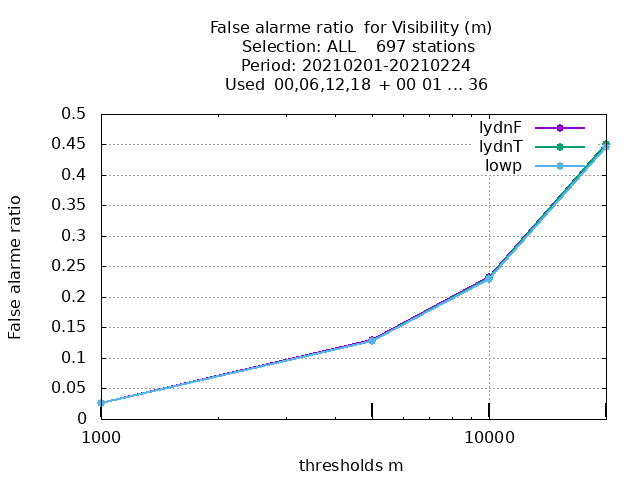 False alarme ratio  for Visibility (m)
Selection: ALL    697 stations
Period: 20210201-20210224
Used  00,06,12,18  + 00 01 ... 36
lydnF
lydnT
lowp
0.5
0.45
0.4
0.35
0.3
0.25
0.2
0.15
0.1
0.05
0
False alarme ratio
1000
10000
thresholds m